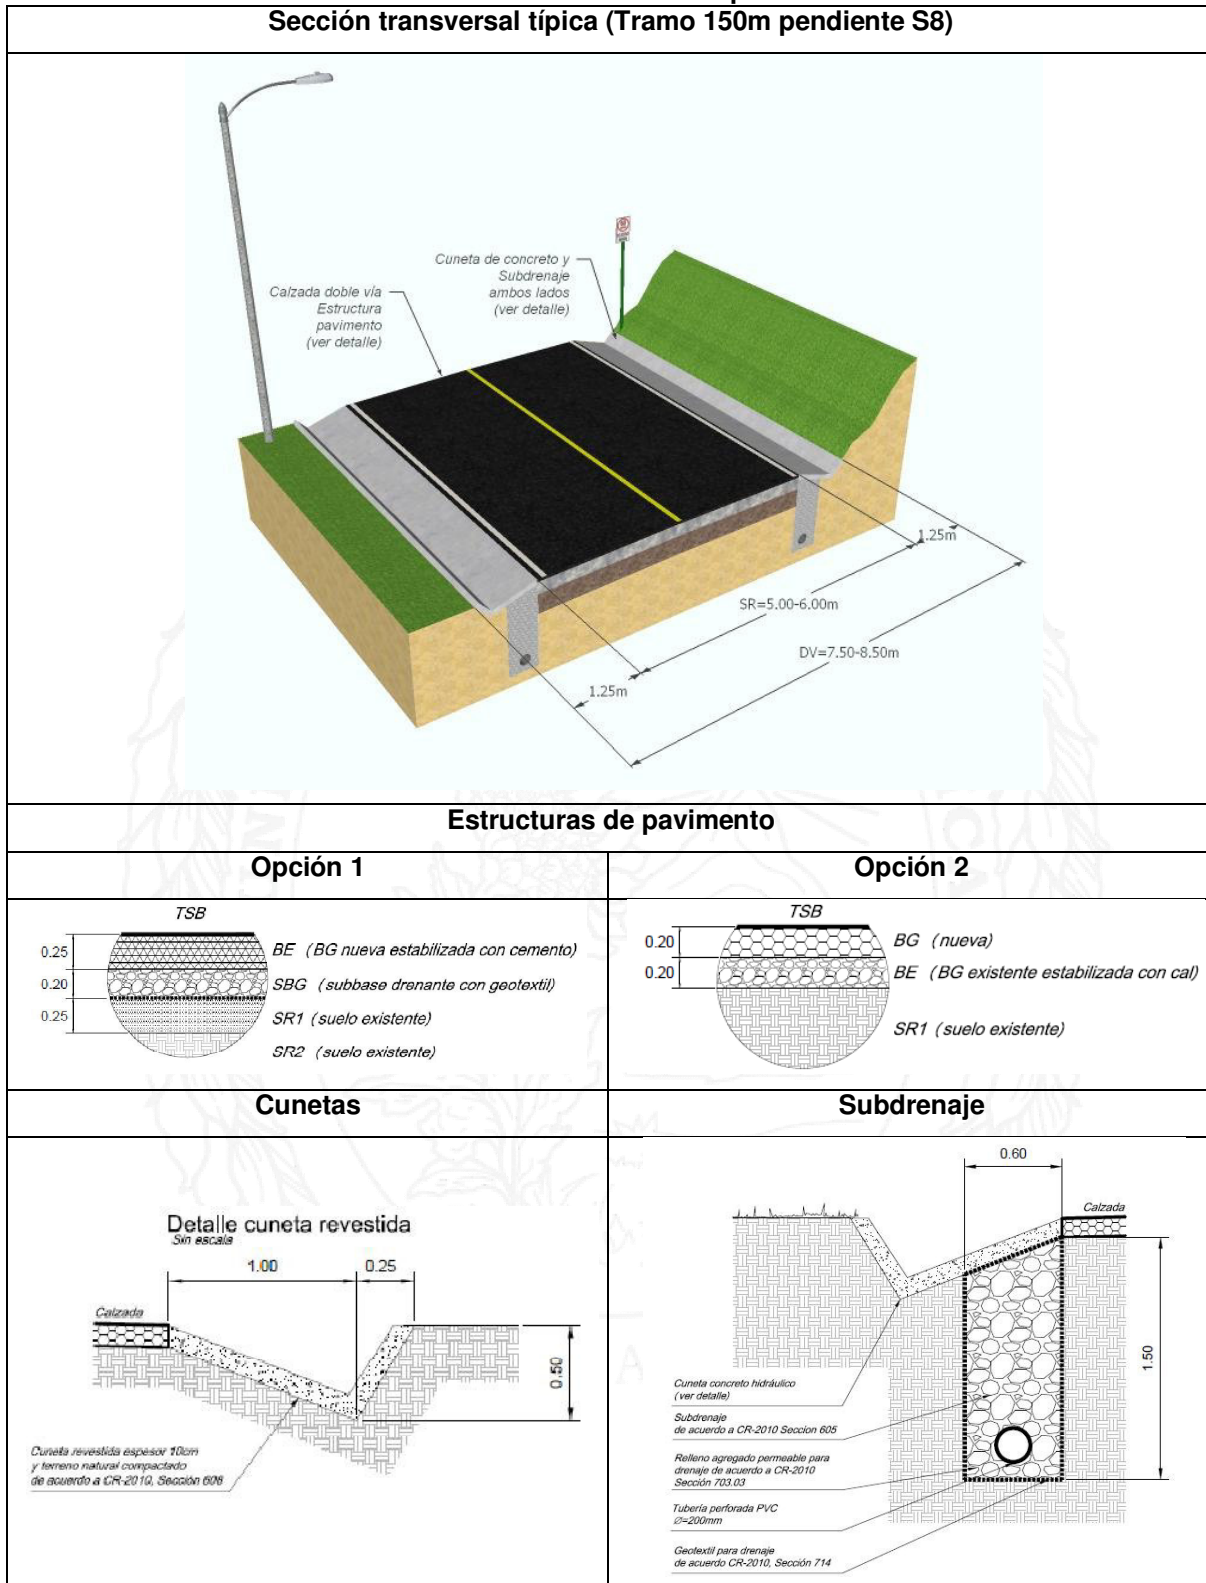 Sección transversal típica (Tramo 150m pendiente S8)
Cuneta de concreto y
Subdrenaje
ambos lados
(ver detalle)
Calzada doble vía
Estructura
pavimento
(ver detalle)
1.25m
SR=5.00-6.00m
DV=7.50-8.50m
1.25m
Estructuras de pavimento
Opción 1
Opción 2
TSB
0.25
BE (BG nueva estabilizada con cemento)
0.20
SBG (subbase drenante con geotextil)
0.25
SR1 (suelo existente)
SR2 (suelo existente)
TSB
0.20
BG (nueva)
0.20
BE (BG existente estabilizada con cal)
SR1 (suelo existente)
Cunetas
Subdrenaje
Detalle cuneta revestida
Sin escala
1.00
0.25
Calzada
0.50
Cuneta revestida espesor 10cm
y terreno natural compactado
de acuerdo a CR-2010, Sección 608
0.60
Calzada
1.50
Cuneta concreto hidráulico
(ver detalle)
Subdrenaje
de acuerdo a CR-2010 Seccion 605
Relleno agregado permeable para
drenaje de acuerdo a CR-2010
Sección 703.03
Tubería perforada PVC
Ø=200mm
Geotextil para drenaje
de acuerdo CR-2010, Sección 714